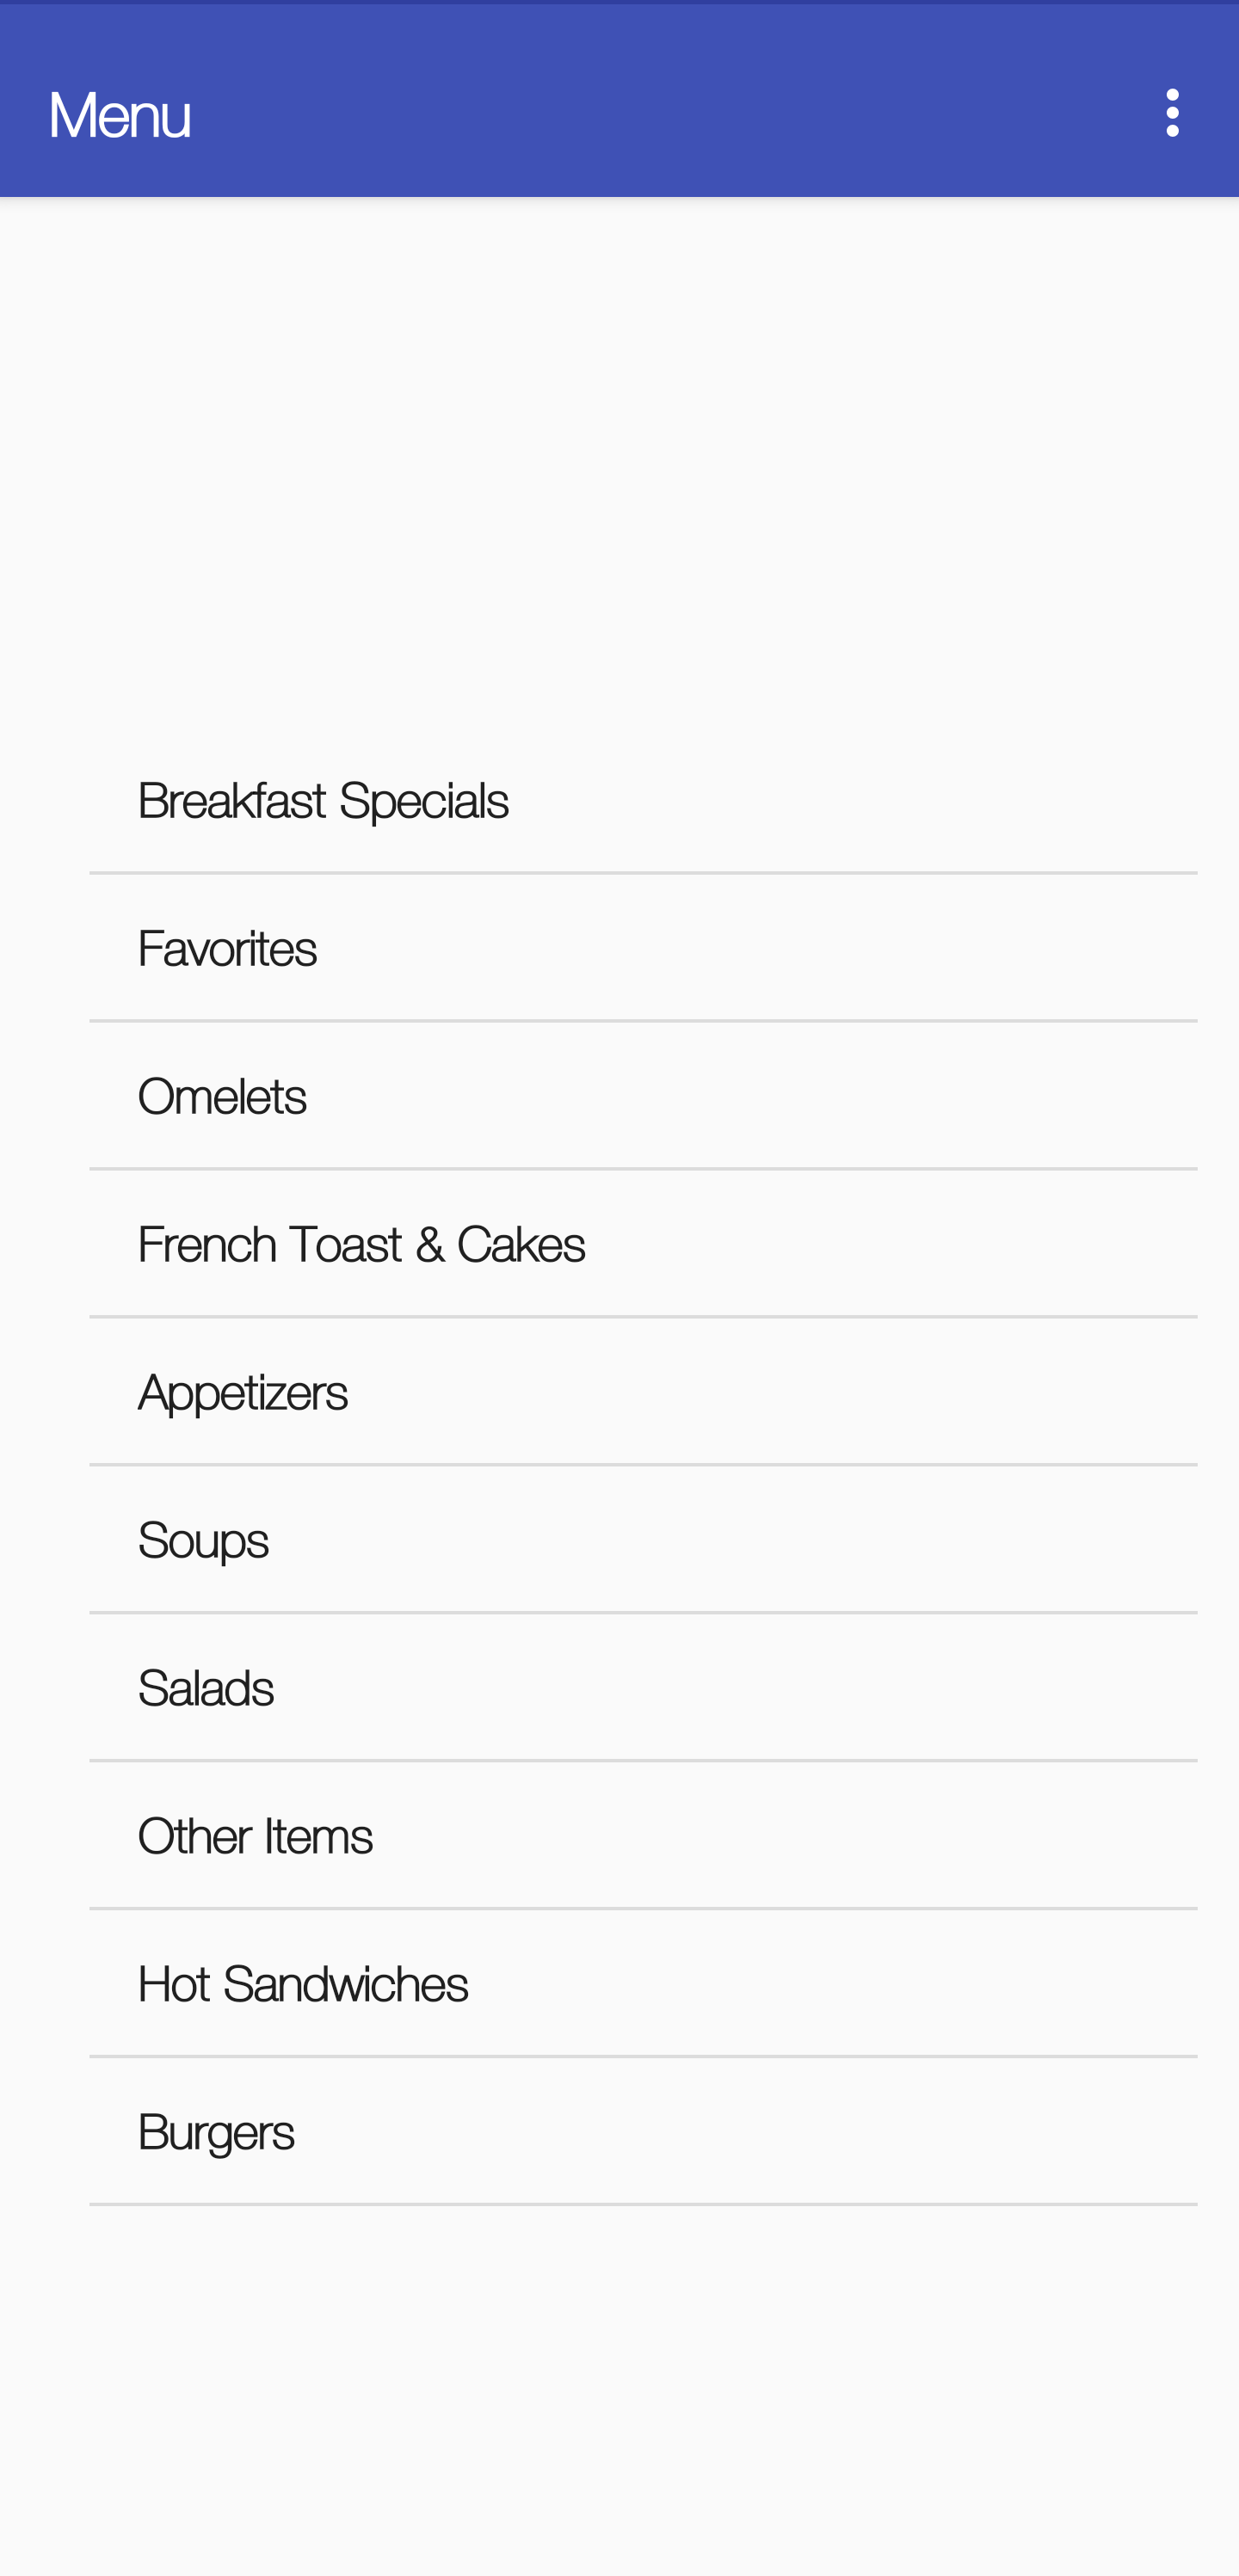 Menu
Breakfast Specials
Favorites
Omelets
French Toast & Cakes
Appetizers
Soups
Salads
Other Items
Hot Sandwiches
Burgers